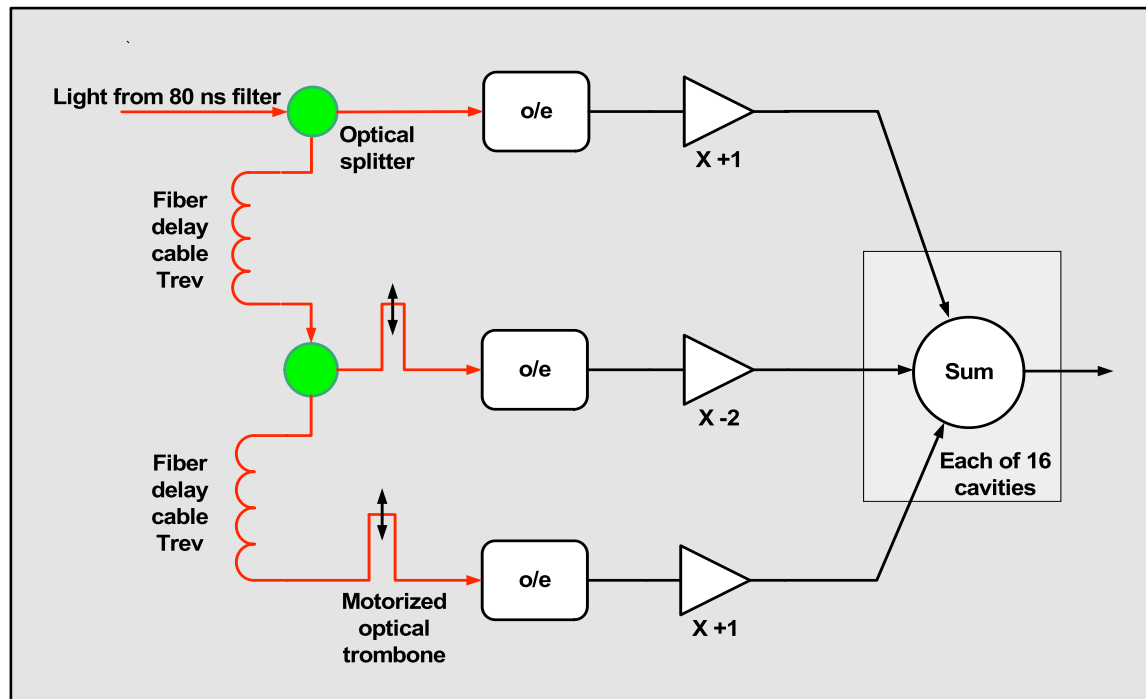 Light from 80 ns filter
Optical
splitter
o/e
X +1
Fiber
delay
cable
Trev
o/e
X -2
Sum
Each of 16
cavities
Fiber
delay
cable
Trev
Motorized
optical
trombone
o/e
X +1